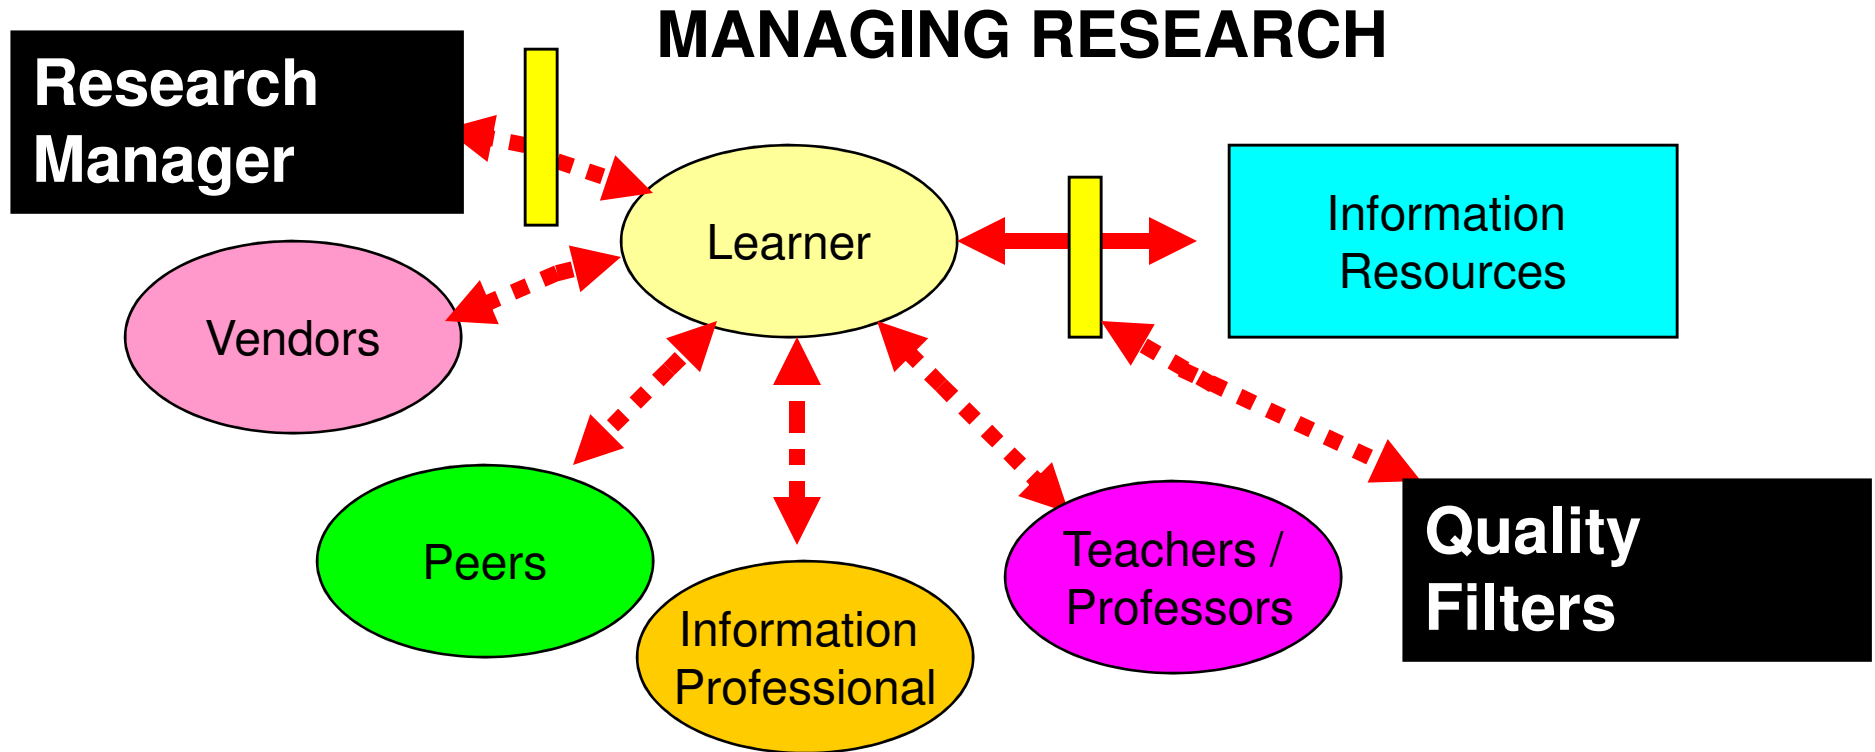 MANAGING RESEARCH
Research
Manager
Learner
Information
Resources
Vendors
Peers
Information
Professional
Teachers /
Professors
Quality
Filters